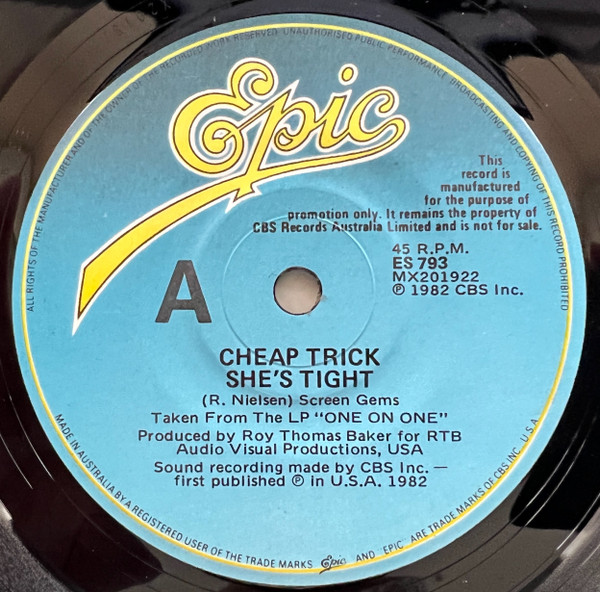 ALL RIGHTS OF THE MANUFACTURER AND OF THE OWNER OF THE RECORDED WORK RESERVED. UNAUTHORISED PUBLIC PERFORMANCE, BROADCASTING AND COPYING OF THIS RECORD PROHIBITED
Epic
This
record is
manufactured
for the purpose of
promotion only. It remains the property of
CBS Records Australia Limited and is not for sale.
45 R.P.M.
ES 793
MX201922
℗ 1982 CBS Inc.
A
CHEAP TRICK
SHE'S TIGHT
(R. Nielsen) Screen Gems
Taken From The LP "ONE ON ONE"
Produced by Roy Thomas Baker for RTB
Audio Visual Productions, USA
Sound recording made by CBS Inc. —
first published ℗ in U.S.A. 1982
MADE IN AUSTRALIA BY A REGISTERED USER OF THE TRADE MARKS Epic AND EPIC ARE TRADE MARKS OF CBS INC. U.S.A.